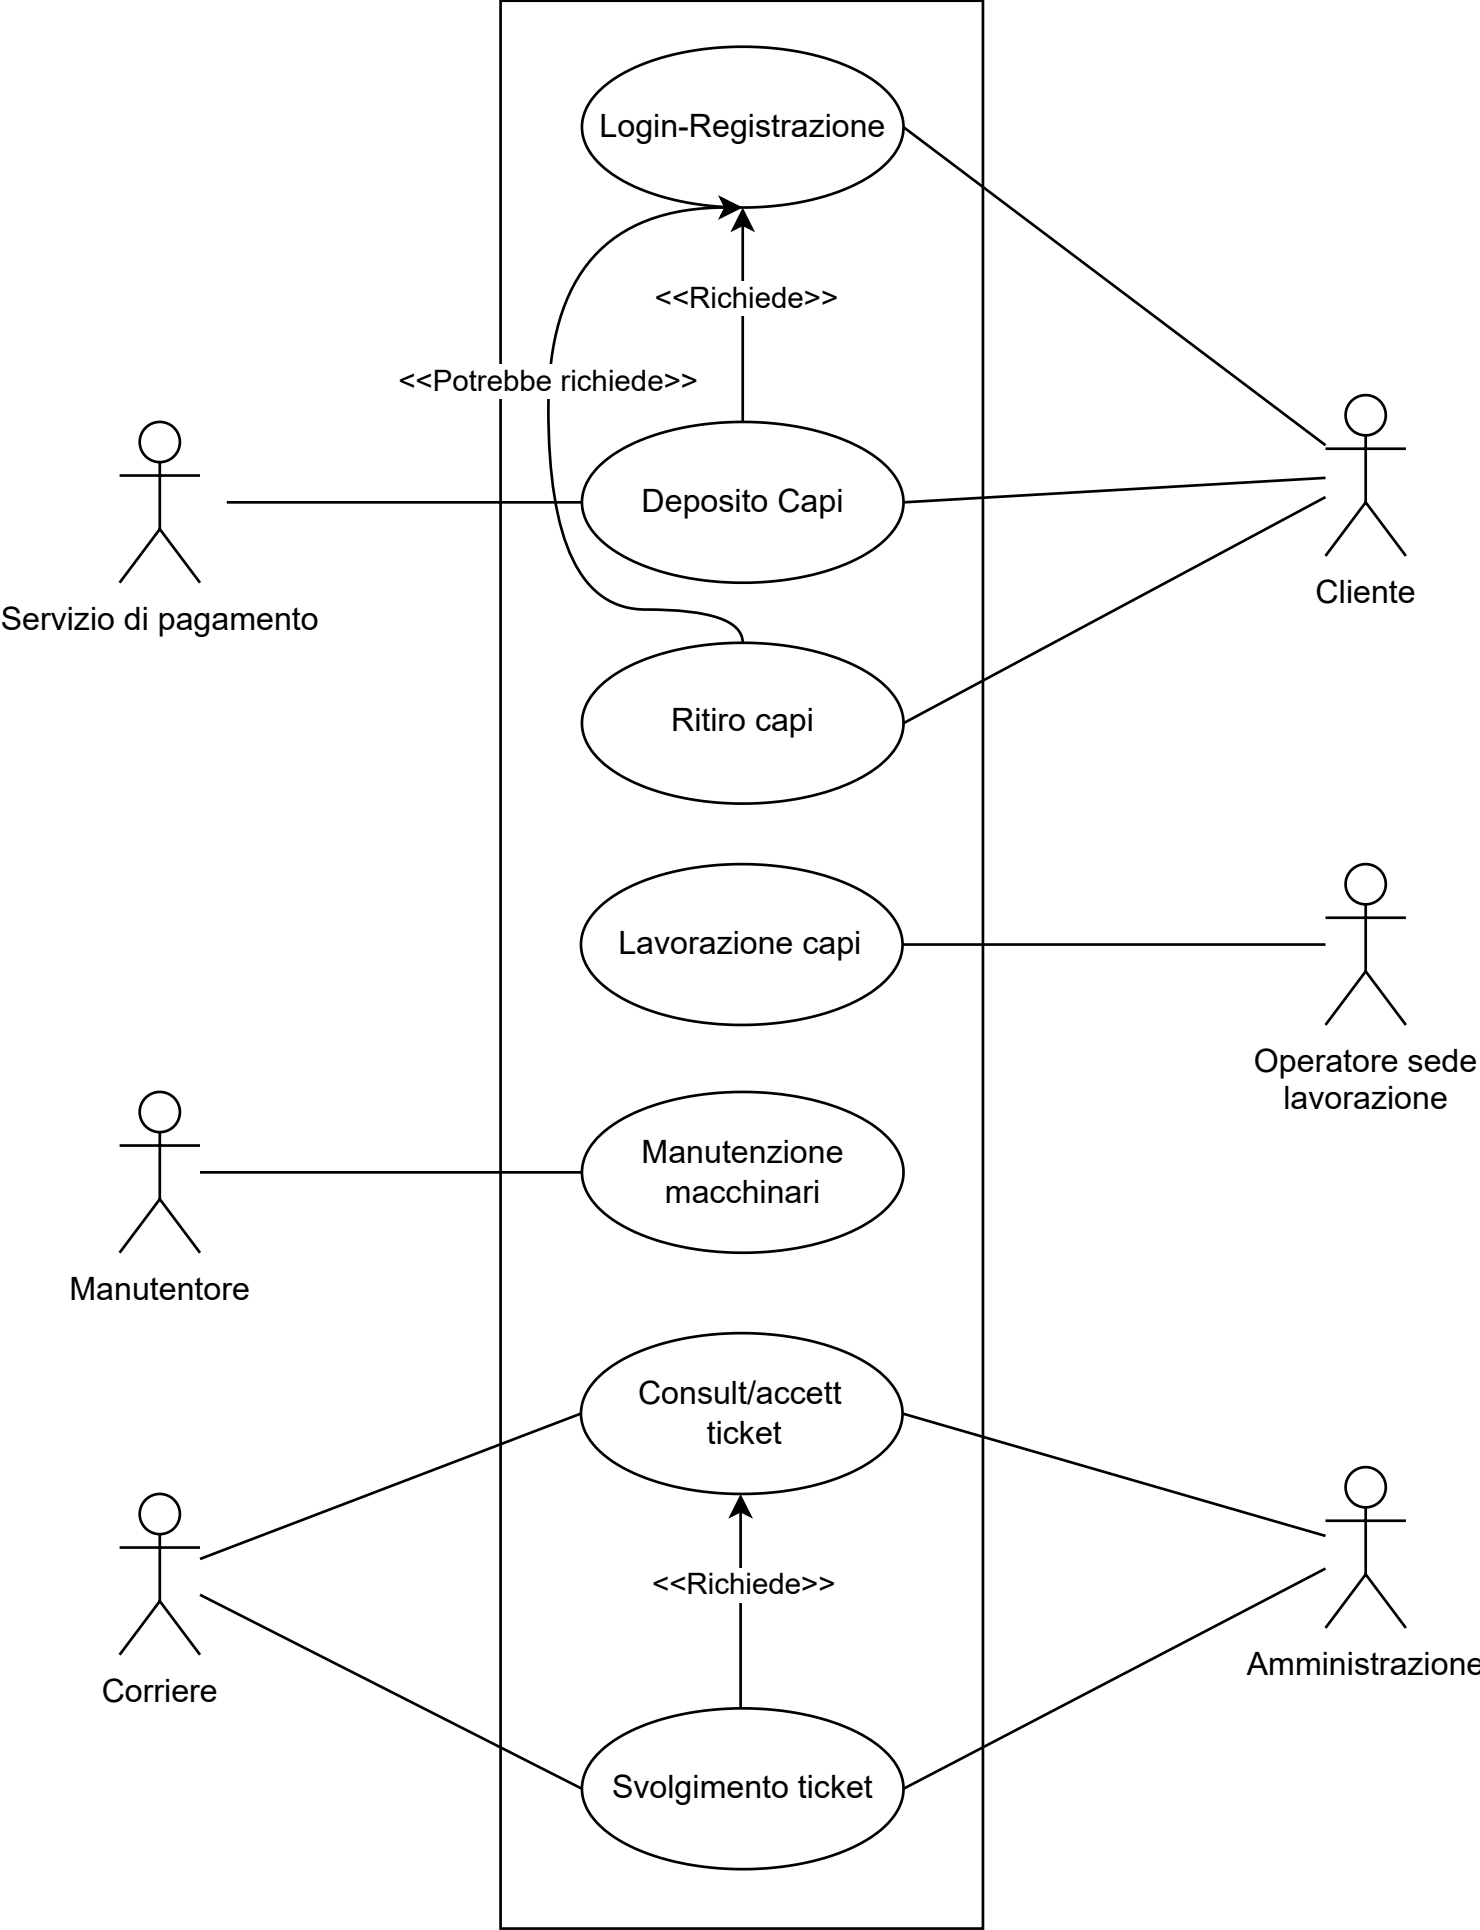 Login-Registrazione
<<Richiede>>
<<Potrebbe richiede>>
Deposito Capi
Servizio di pagamento
Cliente
Ritiro capi
Lavorazione capi
Operatore sede
lavorazione
Manutenzione
macchinari
Manutentore
Consult/accett
ticket
<<Richiede>>
Corriere
Amministrazione
Svolgimento ticket